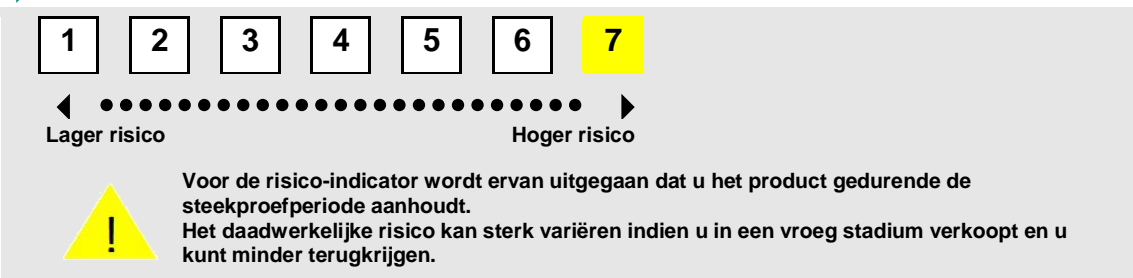 1 2 3 4 5 6 7
Lager risico Hoger risico
Voor de risico-indicator wordt ervan uitgegaan dat u het product gedurende de
steekproefperiode aanhoudt.
!
Het daadwerkelijke risico kan sterk variëren indien u in een vroeg stadium verkoopt en u
kunt minder terugkrijgen.